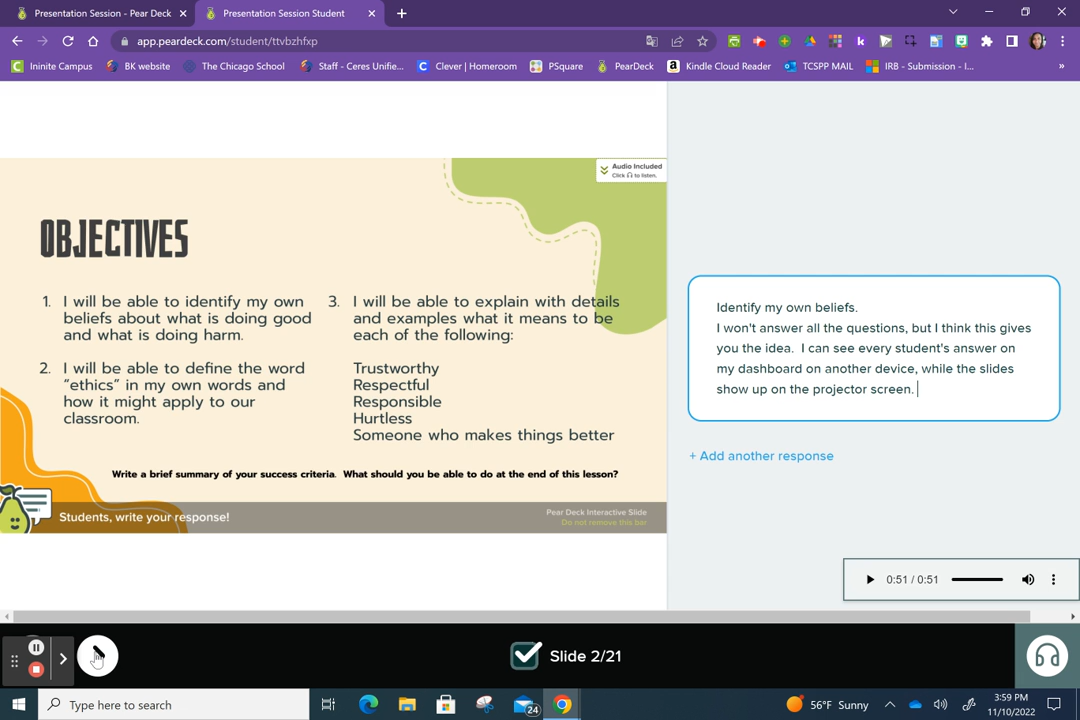 Presentation Session - Pear Deck
Presentation Session Student
app.peardeck.com/student/ttvbzhfxp
Ininite Campus
BK website
The Chicago School
Staff - Ceres Unifie...
Clever | Homeroom
PSquare
PearDeck
Kindle Cloud Reader
TCSPP MAIL
IRB - Submission - I...
»
Audio Included
Click to listen.
OBJECTIVES
1. I will be able to identify my own
beliefs about what is doing good
and what is doing harm.
2. I will be able to define the word
"ethics" in my own words and
how it might apply to our
classroom.
3. I will be able to explain with details
and examples what it means to be
each of the following:
Trustworthy
Respectful
Responsible
Hurtless
Someone who makes things better
Write a brief summary of your success criteria. What should you be able to do at the end of this lesson?
Students, write your response!
Pear Deck Interactive Slide
Do not remove this bar
Identify my own beliefs.
I won't answer all the questions, but I think this gives
you the idea. I can see every student's answer on
my dashboard on another device, while the slides
show up on the projector screen.
+ Add another response
0:51 / 0:51
Slide 2/21
Type here to search
24
56°F Sunny
3:59 PM
11/10/2022